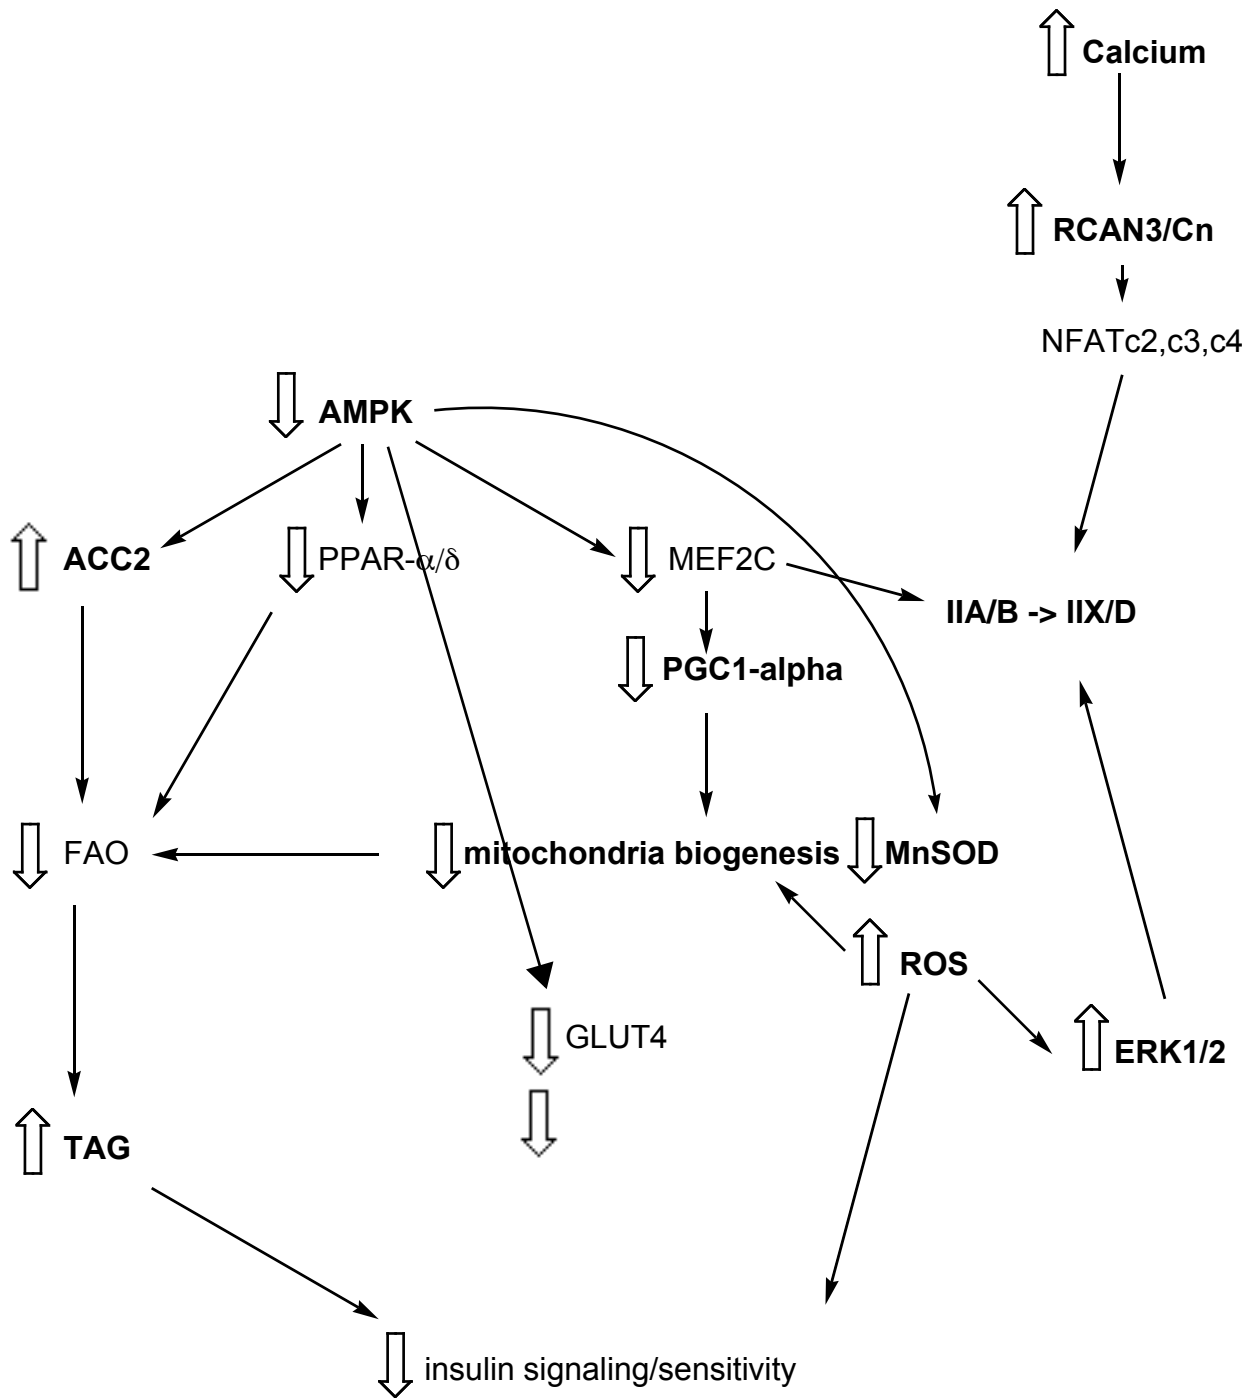 Calcium
RCAN3/Cn
NFATc2,c3,c4
AMPK
ACC2
PPAR-α/δ
MEF2C
IIA/B -> IIX/D
PGC1-alpha
FAO
mitochondria biogenesis
MnSOD
ROS
GLUT4
ERK1/2
TAG
insulin signaling/sensitivity